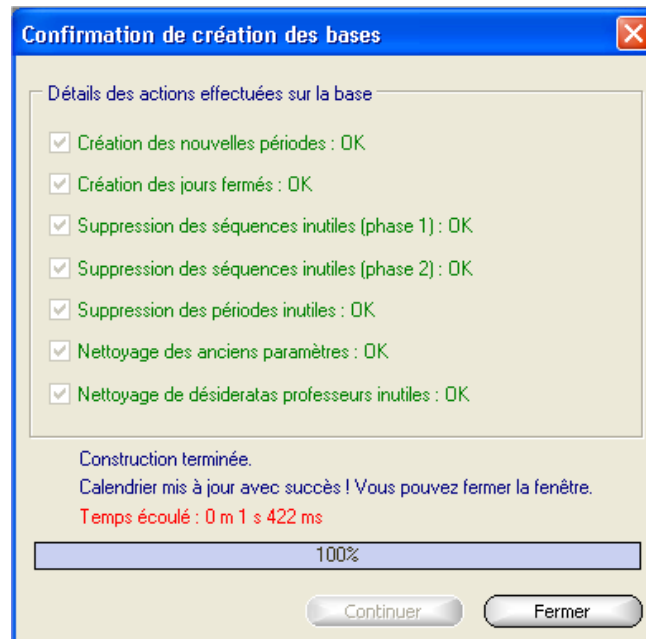 Confirmation de création des bases
Détails des actions effectuées sur la base
Création des nouvelles périodes : OK
Création des jours fermés : OK
Suppression des séquences inutiles (phase 1) : OK
Suppression des séquences inutiles (phase 2) : OK
Suppression des périodes inutiles : OK
Nettoyage des anciens paramètres : OK
Nettoyage de désideratas professeurs inutiles : OK
Construction terminée.
Calendrier mis à jour avec succès ! Vous pouvez fermer la fenêtre.
Temps écoulé : 0 m 1 s 422 ms
100%
Continuer Fermer